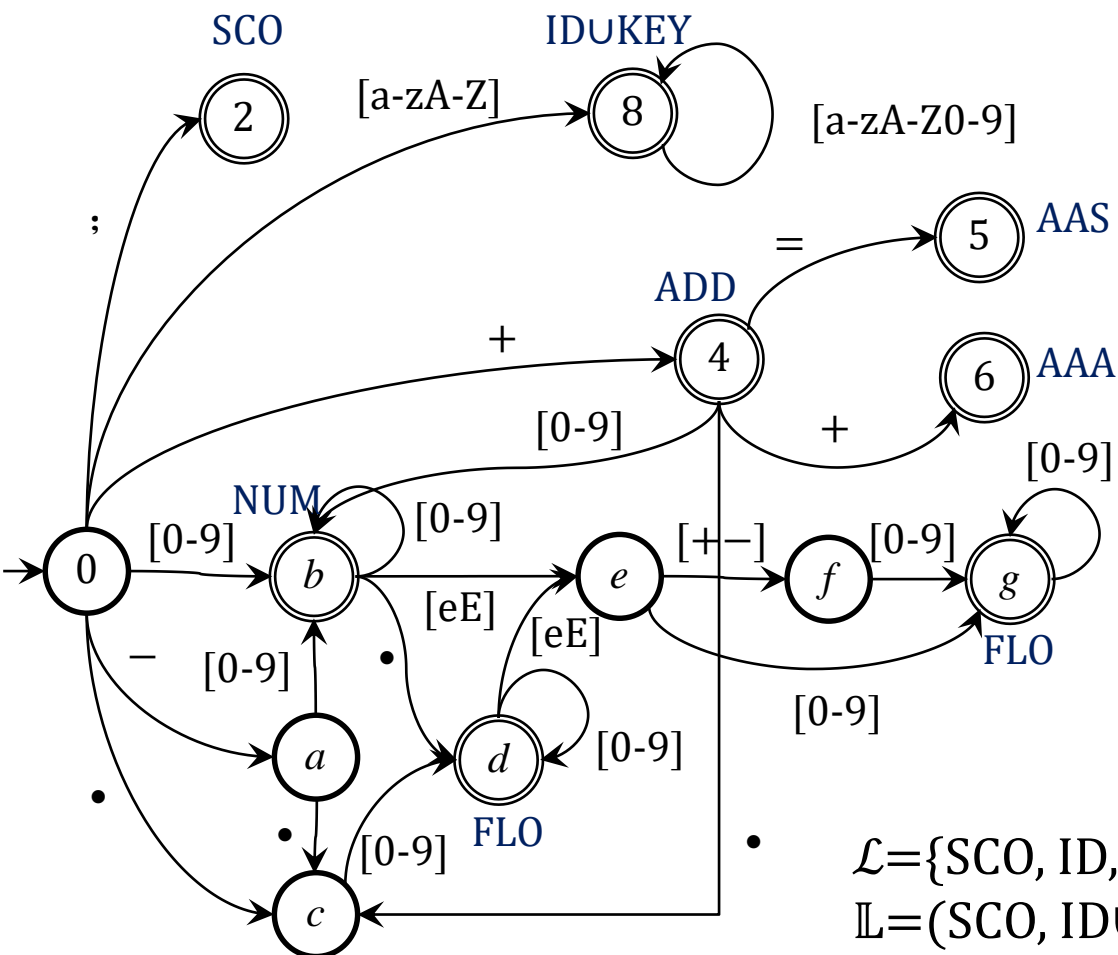 SCO
ID∪KEY
2
[a-zA-Z]
8
[a-zA-Z0-9]
;
5
AAS
=
ADD
+
4
6
AAA
[0-9]
+
[0-9]
NUM
[0-9]
[0-9]
[+−]
[0-9]
0
b
e
f
g
[eE]
[eE]
−
[0-9]
•
FLO
[0-9]
a
d
[0-9]
•
•
[0-9]
FLO
•
c
ℒ={SCO, ID,
𝕃=(SCO, ID